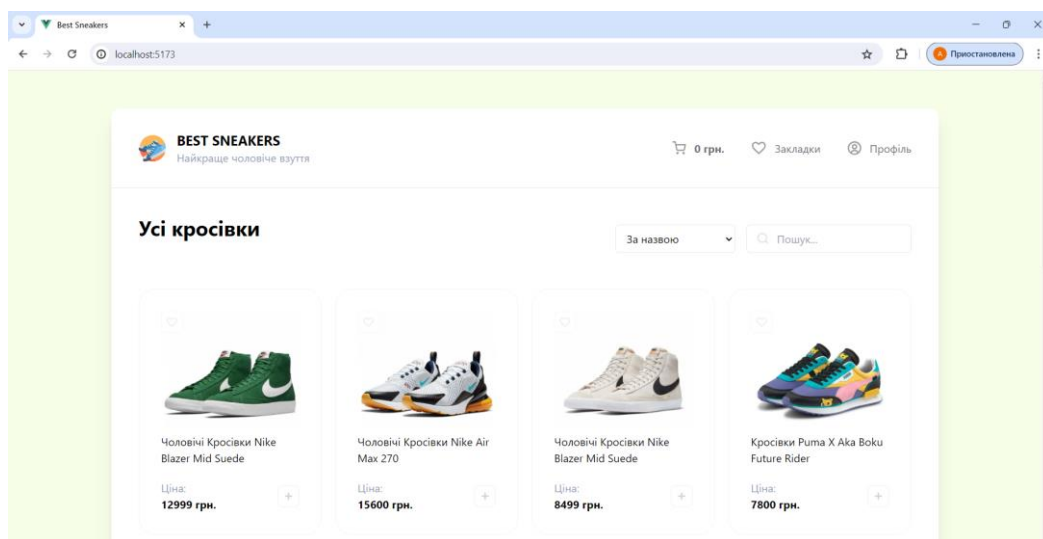 Best Sneakers
localhost:5173
Приостановлена
BEST SNEAKERS
Найкраще чоловіче взуття
0 грн.
Закладки
Профіль
Усі кросівки
За назвою
Пошук...
Чоловічі Кросівки Nike
Blazer Mid Suede
Ціна:
12999 грн.
Чоловічі Кросівки Nike Air
Max 270
Ціна:
15600 грн.
Чоловічі Кросівки Nike
Blazer Mid Suede
Ціна:
8499 грн.
Кросівки Puma X Aka Boku
Future Rider
Ціна:
7800 грн.